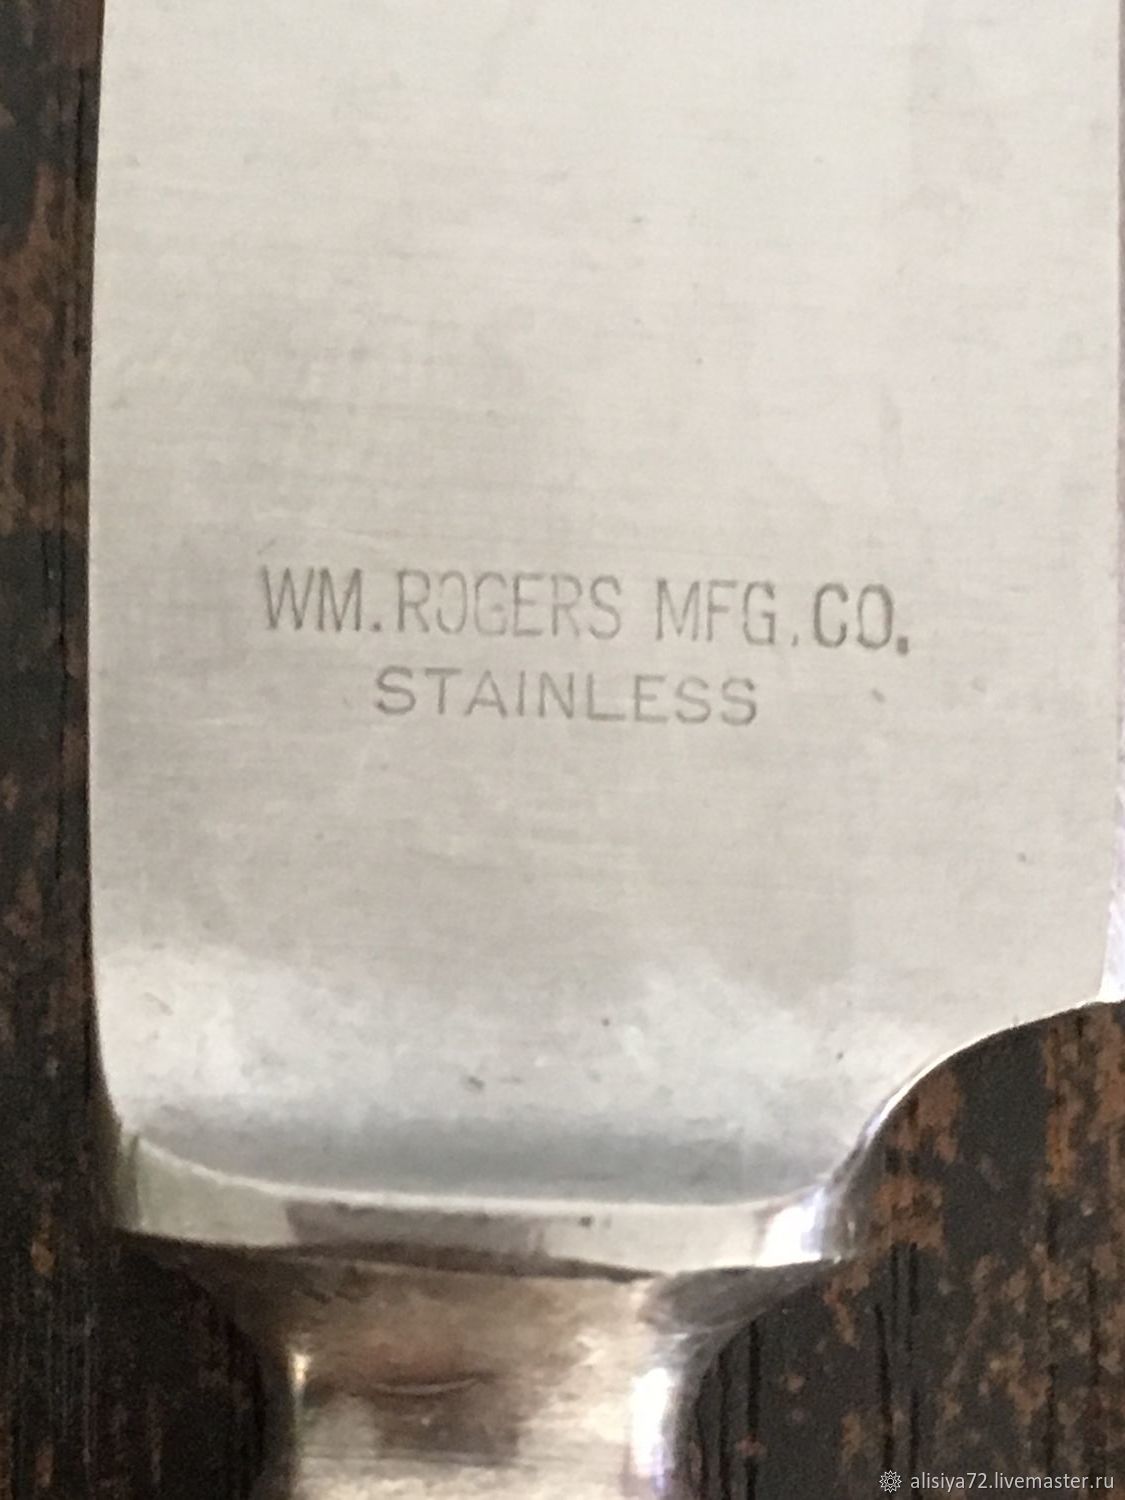 WM. ROGERS MFG. CO.
STAINLESS
alisiya72.livemaster.ru